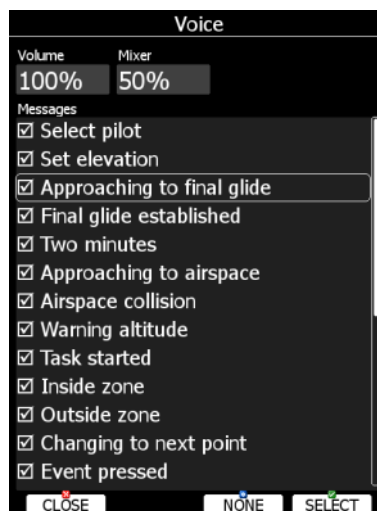 Voice
Volume Mixer
100% 50%
Messages
Select pilot
Set elevation
Approaching to final glide
Final glide established
Two minutes
Approaching to airspace
Airspace collision
Warning altitude
Task started
Inside zone
Outside zone
Changing to next point
Event pressed
CLOSE NONE SELECT